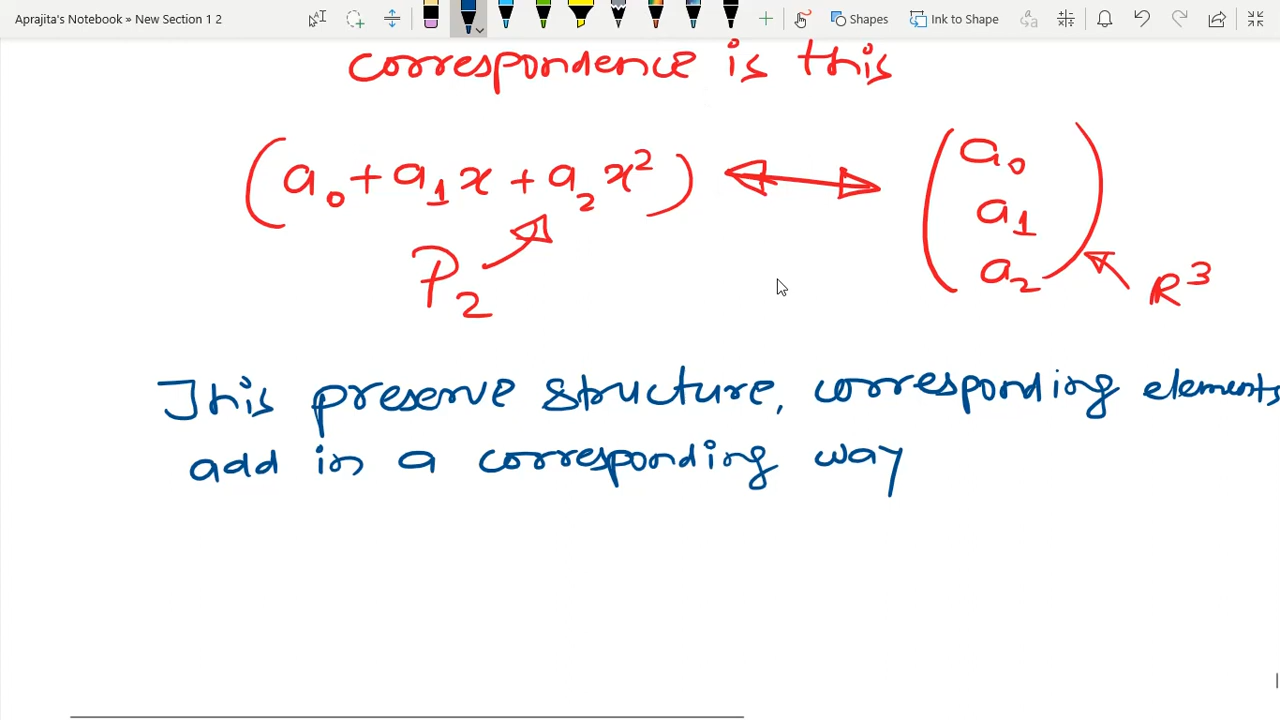 Aprajita's Notebook » New Section 1 2
Shapes
Ink to Shape
correspondence is this
(a₀ + a₁x + a₂x²) ↔ (a₀
a₁
a₂)
P₂
R³
This preserve structure, corresponding elements
add in a corresponding way